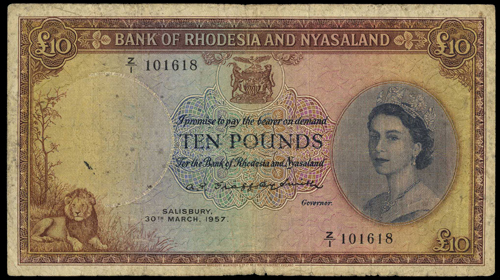 £10 BANK OF RHODESIA AND NYASALAND £10
Z/1 101618
I promise to pay the bearer on demand
TEN POUNDS
For the Bank of Rhodesia and Nyasaland
Governor.
SALISBURY,
30TH MARCH, 1957.
Z/1 101618
£10 £10